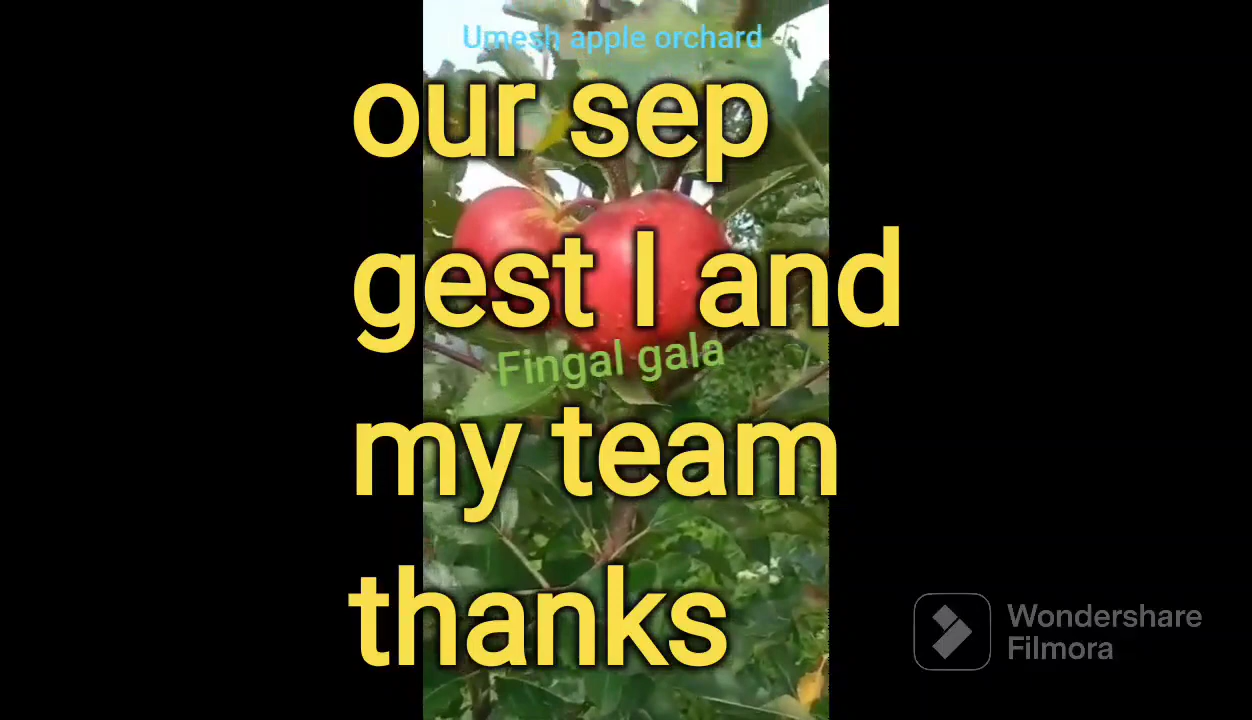 Umesh apple orchard
our sep
gest I and
Fingal gala
my team
thanks
Wondershare
Filmora